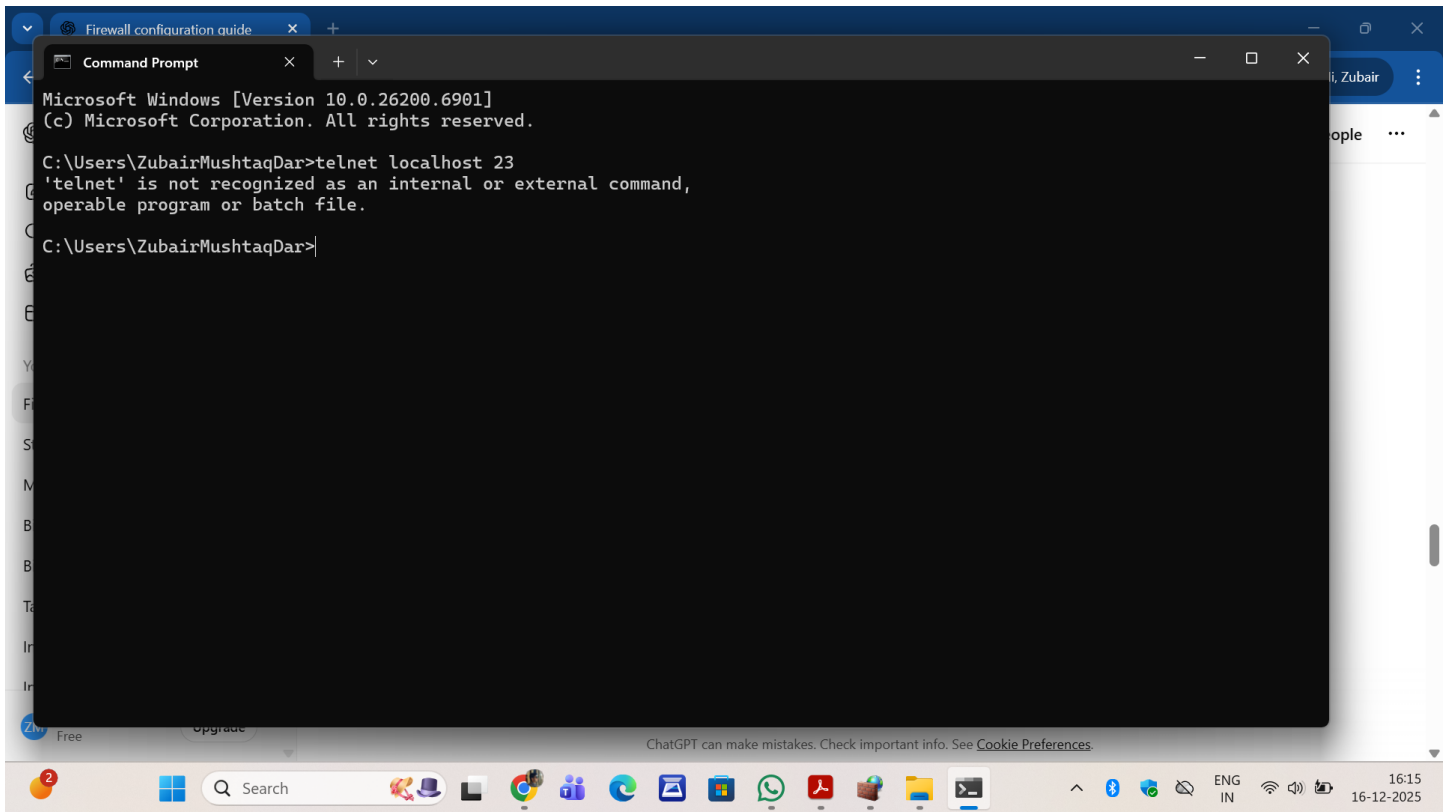 Firewall configuration guide
Command Prompt
Microsoft Windows [Version 10.0.26200.6901]
(c) Microsoft Corporation. All rights reserved.
C:\Users\ZubairMushtaqDar>telnet localhost 23
'telnet' is not recognized as an internal or external command,
operable program or batch file.
C:\Users\ZubairMushtaqDar>
Zubair
ZM
Free
Upgrade
ChatGPT can make mistakes. Check important info. See Cookie Preferences.
2
Search
ENG
IN
16:15
16-12-2025